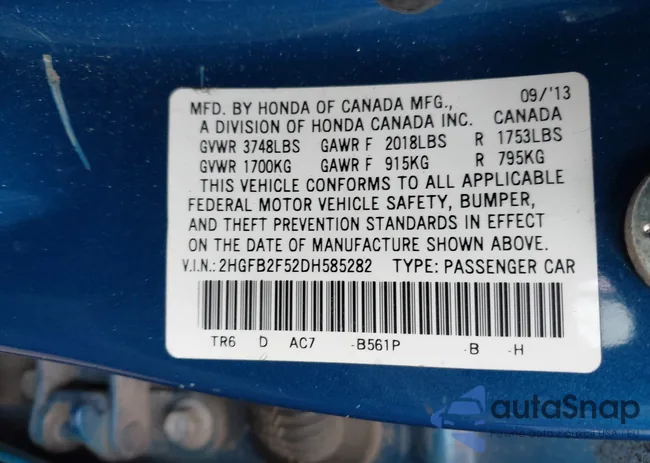 09/'13
MFD. BY HONDA OF CANADA MFG.,
A DIVISION OF HONDA CANADA INC. CANADA
GVWR 3748LBS GAWR F 2018LBS R 1753LBS
GVWR 1700KG GAWR F 915KG R 795KG
THIS VEHICLE CONFORMS TO ALL APPLICABLE
FEDERAL MOTOR VEHICLE SAFETY, BUMPER,
AND THEFT PREVENTION STANDARDS IN EFFECT
ON THE DATE OF MANUFACTURE SHOWN ABOVE.
V.I.N.: 2HGFB2F52DH585282 TYPE: PASSENGER CAR
TR6 D AC7 -B561P -B -H
autaSnap